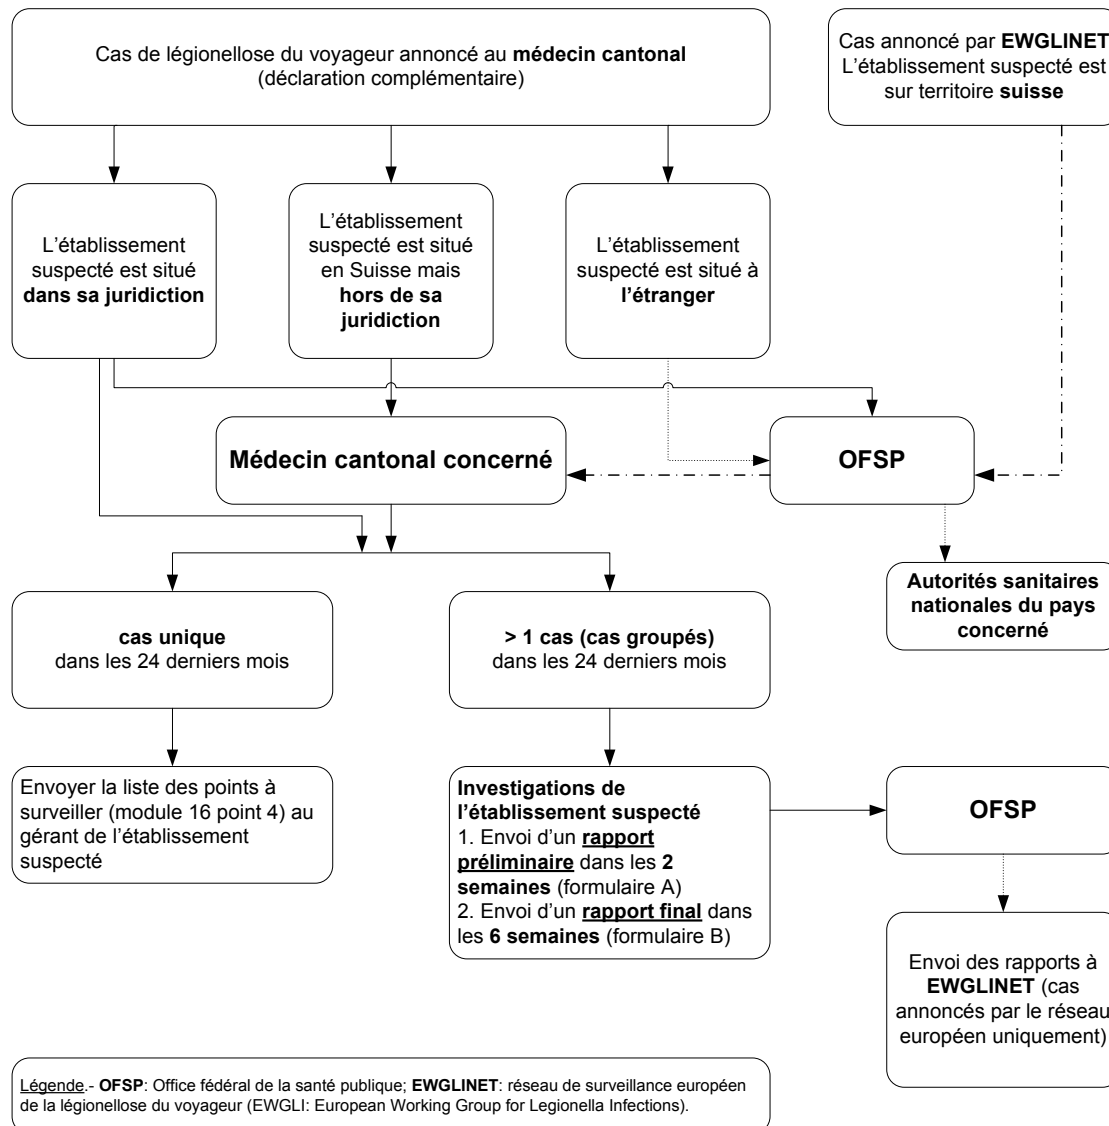 Cas de légionellose du voyageur annoncé au médecin cantonal
(déclaration complémentaire)
Cas annoncé par EWGLINET
L'établissement suspecté est
sur territoire suisse
L'établissement
suspecté est situé
dans sa juridiction
L'établissement
suspecté est situé
en Suisse mais
hors de sa
juridiction
L'établissement
suspecté est situé à
l'étranger
Médecin cantonal concerné
OFSP
Autorités sanitaires
nationales du pays
concerné
cas unique
dans les 24 derniers mois
> 1 cas (cas groupés)
dans les 24 derniers mois
Envoyer la liste des points à
surveiller (module 16 point 4) au
gérant de l'établissement
suspecté
Investigations de
l'établissement suspecté
1. Envoi d'un rapport
préliminaire dans les 2
semaines (formulaire A)
2. Envoi d'un rapport final dans
les 6 semaines (formulaire B)
OFSP
Envoi des rapports à
EWGLINET (cas
annoncés par le réseau
européen uniquement)
Légende.- OFSP: Office fédéral de la santé publique; EWGLINET: réseau de surveillance européen
de la légionellose du voyageur (EWGLI: European Working Group for Legionella Infections).